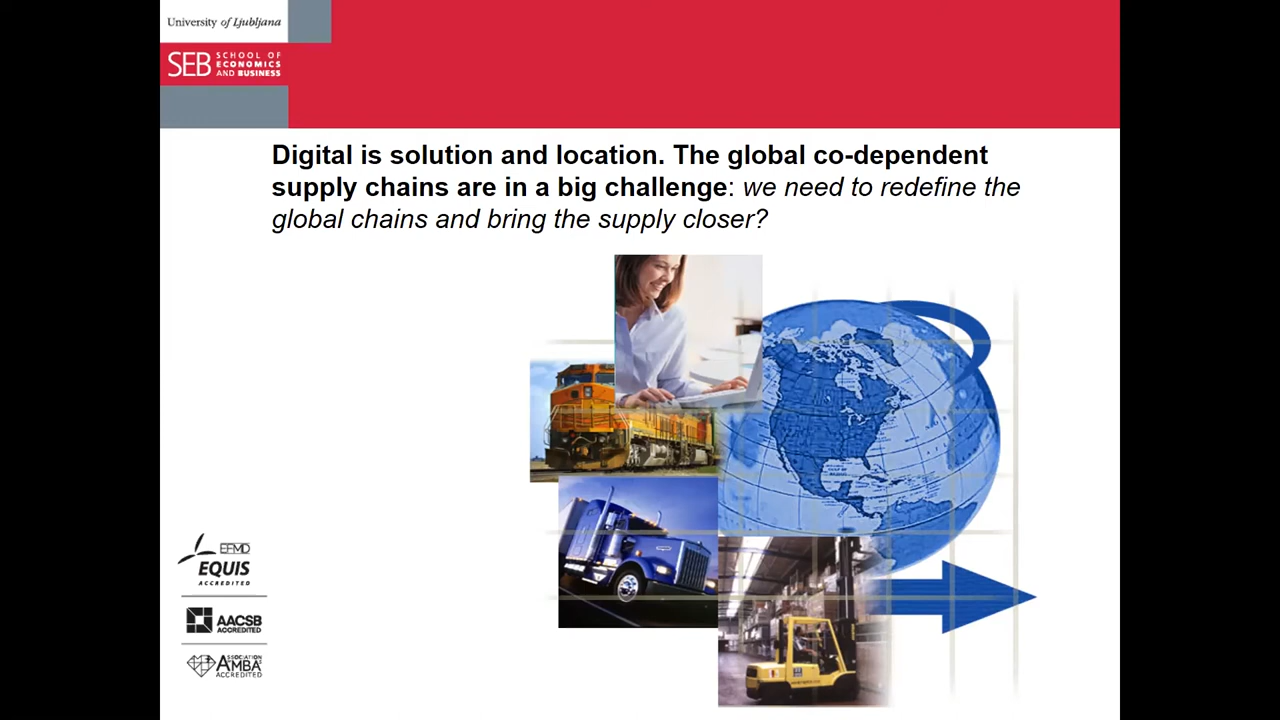 University of Ljubljana
SEB SCHOOL OF
ECONOMICS
AND BUSINESS
Digital is solution and location. The global co-dependent
supply chains are in a big challenge: we need to redefine the
global chains and bring the supply closer?
EFMD
EQUIS
ACCREDITED
AACSB
ACCREDITED
ASSOCIATION
AMBA
ACCREDITED